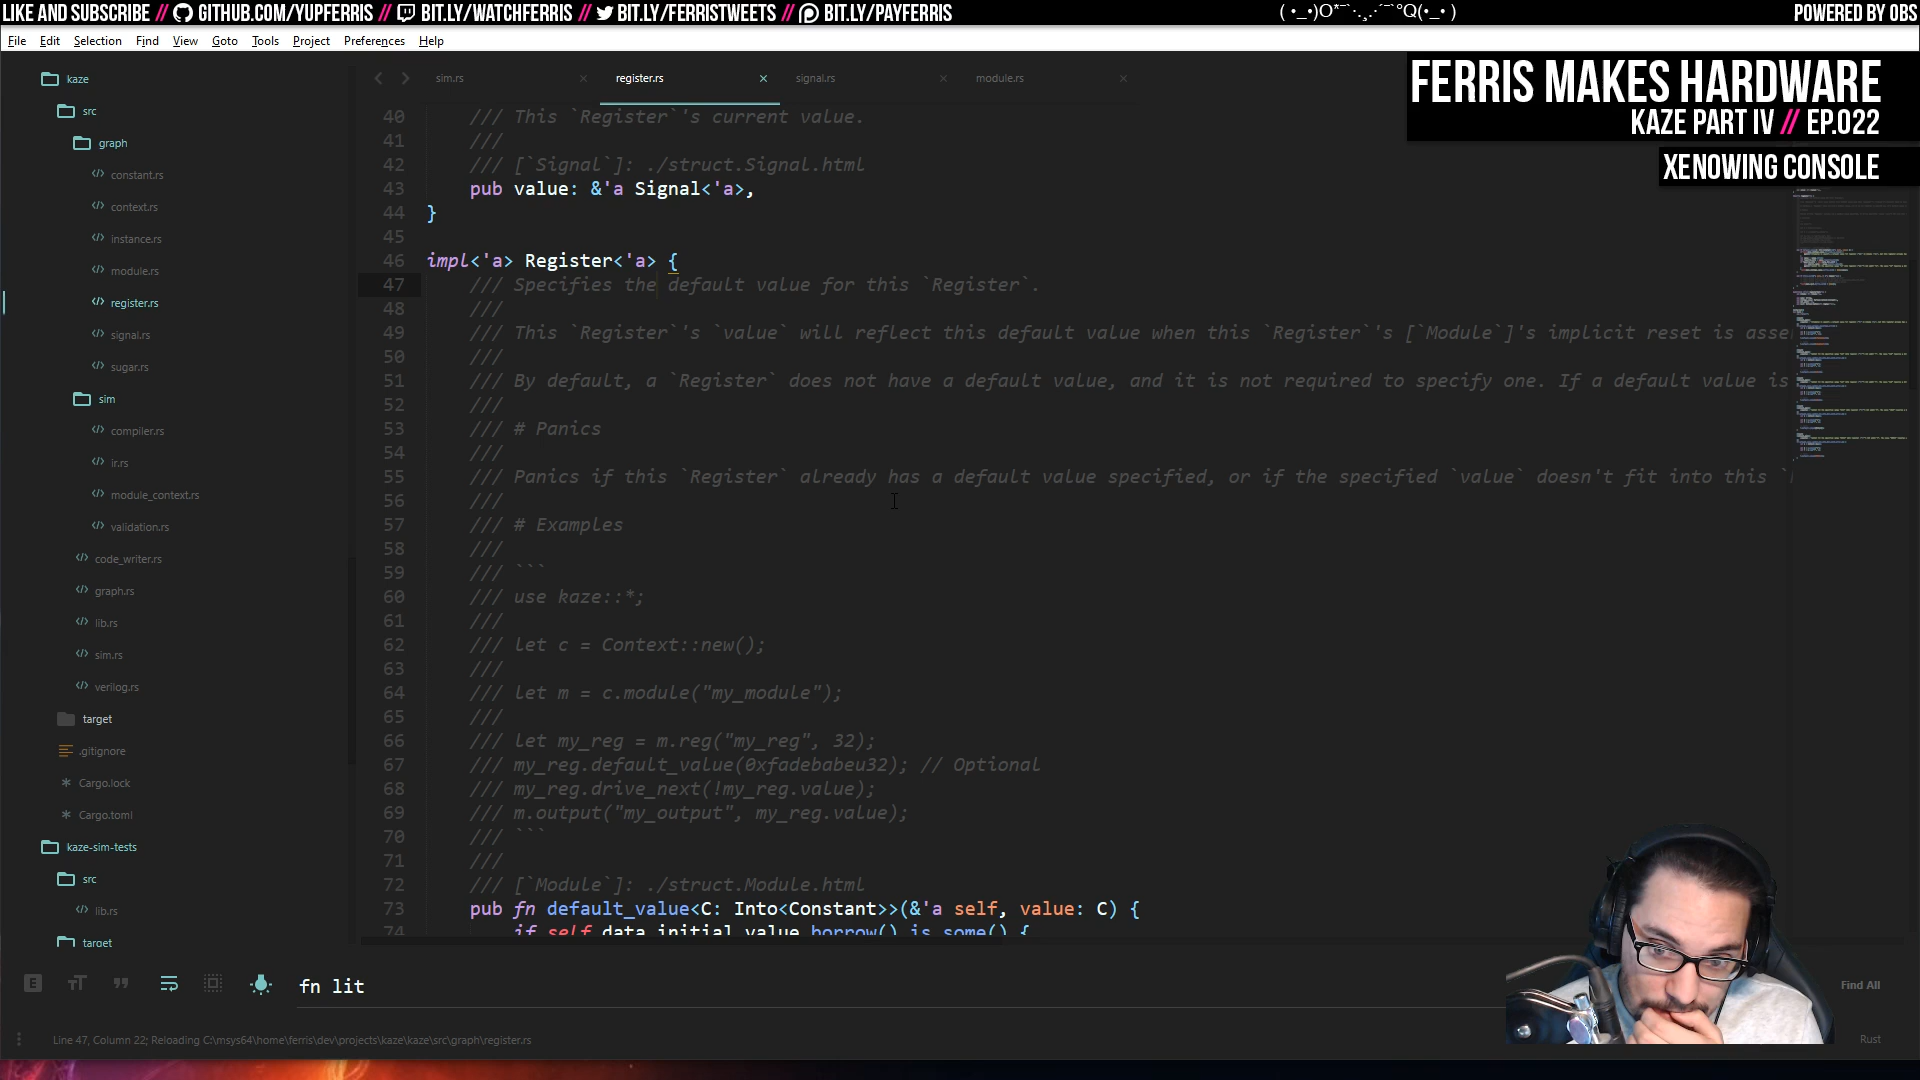 LIKE AND SUBSCRIBE // GITHUB.COM/YUPFERRIS // BIT.LY/WATCHFERRIS // BIT.LY/FERRISTWEETS // BIT.LY/PAYFERRIS
POWERED BY OBS
File Edit Selection Find View Goto Tools Project Preferences Help
FERRIS MAKES HARDWARE
KAZE PART IV // EP.022
XENOWING CONSOLE
kaze
src
graph
constant.rs
context.rs
instance.rs
module.rs
register.rs
signal.rs
sugar.rs
sim
compiler.rs
ir.rs
module_context.rs
validation.rs
code_writer.rs
graph.rs
lib.rs
sim.rs
verilog.rs
target
.gitignore
Cargo.lock
Cargo.toml
kaze-sim-tests
src
lib.rs
target
sim.rs register.rs signal.rs module.rs
40 /// This `Register`'s current value.
41 ///
42 /// [`Signal`]: ./struct.Signal.html
43 pub value: &'a Signal<'a>,
44 }
45
46 impl<'a> Register<'a> {
47 /// Specifies the default value for this `Register`.
48 ///
49 /// This `Register`'s `value` will reflect this default value when this `Register`'s [`Module`]'s implicit reset is asse
50 ///
51 /// By default, a `Register` does not have a default value, and it is not required to specify one. If a default value is
52 ///
53 /// # Panics
54 ///
55 /// Panics if this `Register` already has a default value specified, or if the specified `value` doesn't fit into this `
56 ///
57 /// # Examples
58 ///
59 /// ```
60 /// use kaze::*;
61 ///
62 /// let c = Context::new();
63 ///
64 /// let m = c.module("my_module");
65 ///
66 /// let my_reg = m.reg("my_reg", 32);
67 /// my_reg.default_value(0xfadebabeu32); // Optional
68 /// my_reg.drive_next(!my_reg.value);
69 /// m.output("my_output", my_reg.value);
70 /// ```
71 ///
72 /// [`Module`]: ./struct.Module.html
73 pub fn default_value<C: Into<Constant>>(&'a self, value: C) {
74 if self.data.initial_value.borrow().is_some() {
fn lit
Find All
Line 47, Column 22; Reloading C:\msys64\home\ferris\dev\projects\kaze\kaze\src\graph\register.rs
Rust